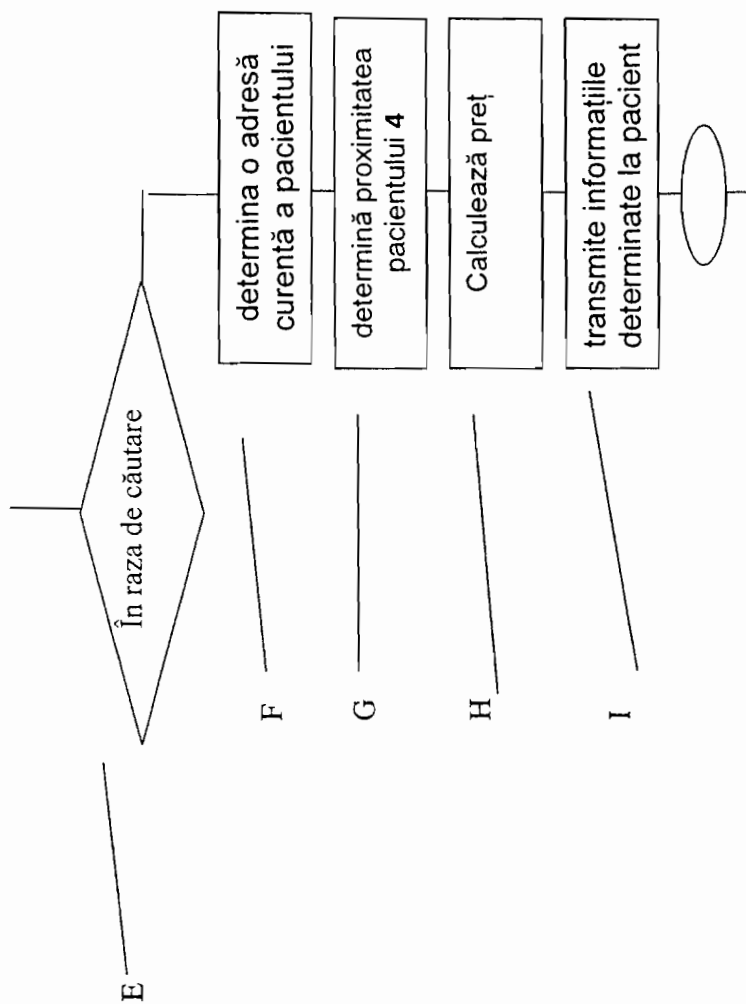 În raza de căutare
E
determina o adresă
curentă a pacientului
F
determină proximitatea
pacientului 4
G
Calculează preț
H
transmite informațiile
determinate la pacient
I